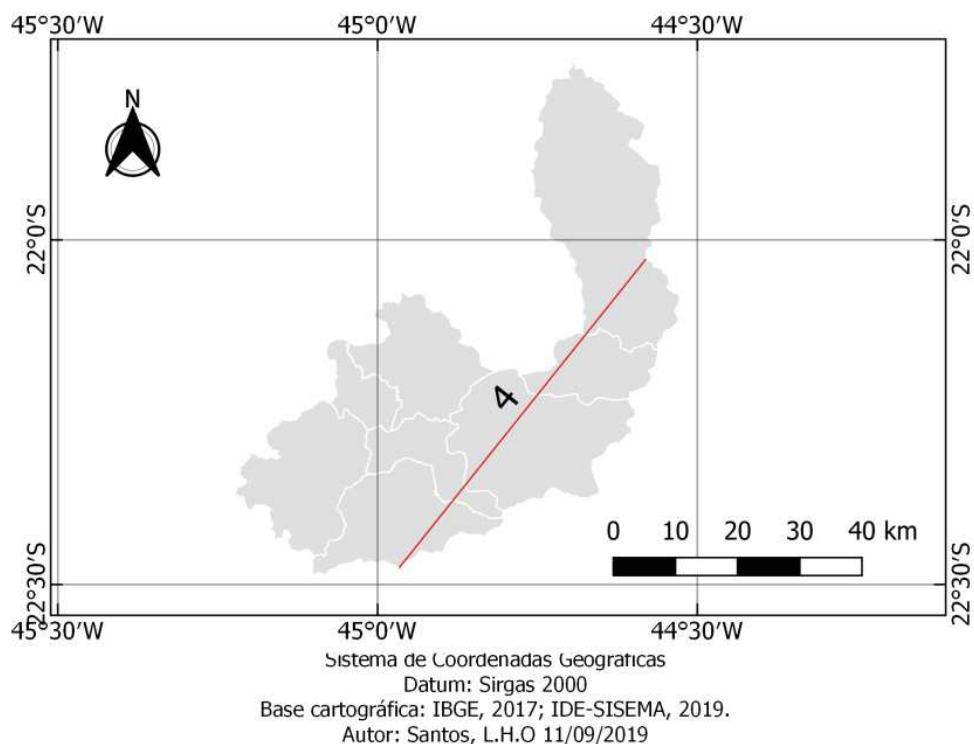 45°30'W 45°0'W 44°30'W
N
22°0'S 22°0'S
4
0 10 20 30 40 km
22°30'S 22°30'S
45°30'W 45°0'W 44°30'W
Sistema de Coordenadas Geográficas
Datum: Sirgas 2000
Base cartográfica: IBGE, 2017; IDE-SISEMA, 2019.
Autor: Santos, L.H.O 11/09/2019